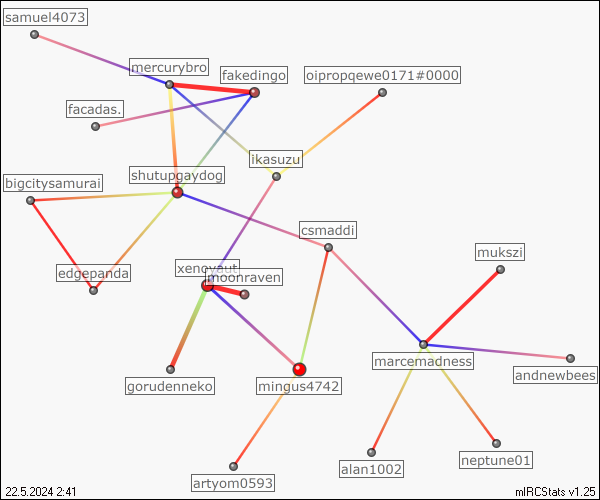 samuel4073
mercurybro
fakedingo
oipropqewe0171#0000
facadas.
ikasuzu
shutupgaydog
bigcitysamurai
csmaddi
mukszi
edgepanda
xenovaut
moonraven
marcemadness
andnewbees
gorudenneko
mingus4742
neptune01
alan1002
artyom0593
22.5.2024 2:41
mIRCStats v1.25